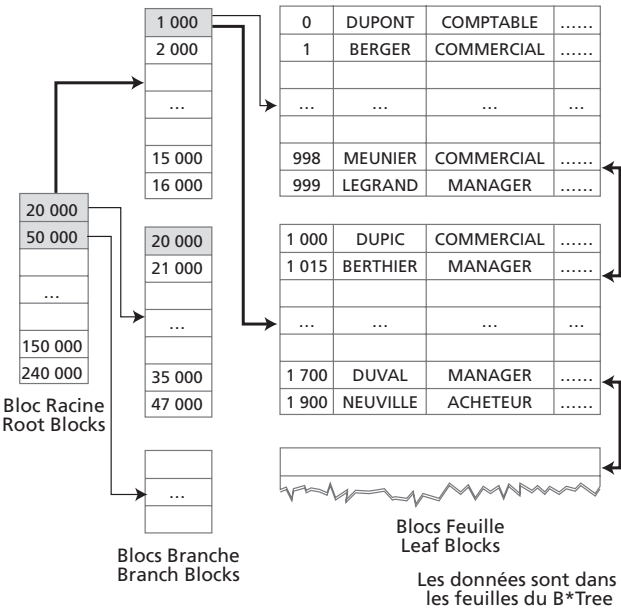 20 000
50 000
…
150 000
240 000
Bloc Racine
Root Blocks
1 000
2 000
…
15 000
16 000
20 000
21 000
…
35 000
47 000
…
Blocs Branche
Branch Blocks
0 DUPONT COMPTABLE ……
1 BERGER COMMERCIAL ……
… … … …
998 MEUNIER COMMERCIAL ……
999 LEGRAND MANAGER ……
1 000 DUPIC COMMERCIAL ……
1 015 BERTHIER MANAGER ……
… … … …
1 700 DUVAL MANAGER ……
1 900 NEUVILLE ACHETEUR ……
Blocs Feuille
Leaf Blocks
Les données sont dans
les feuilles du B*Tree